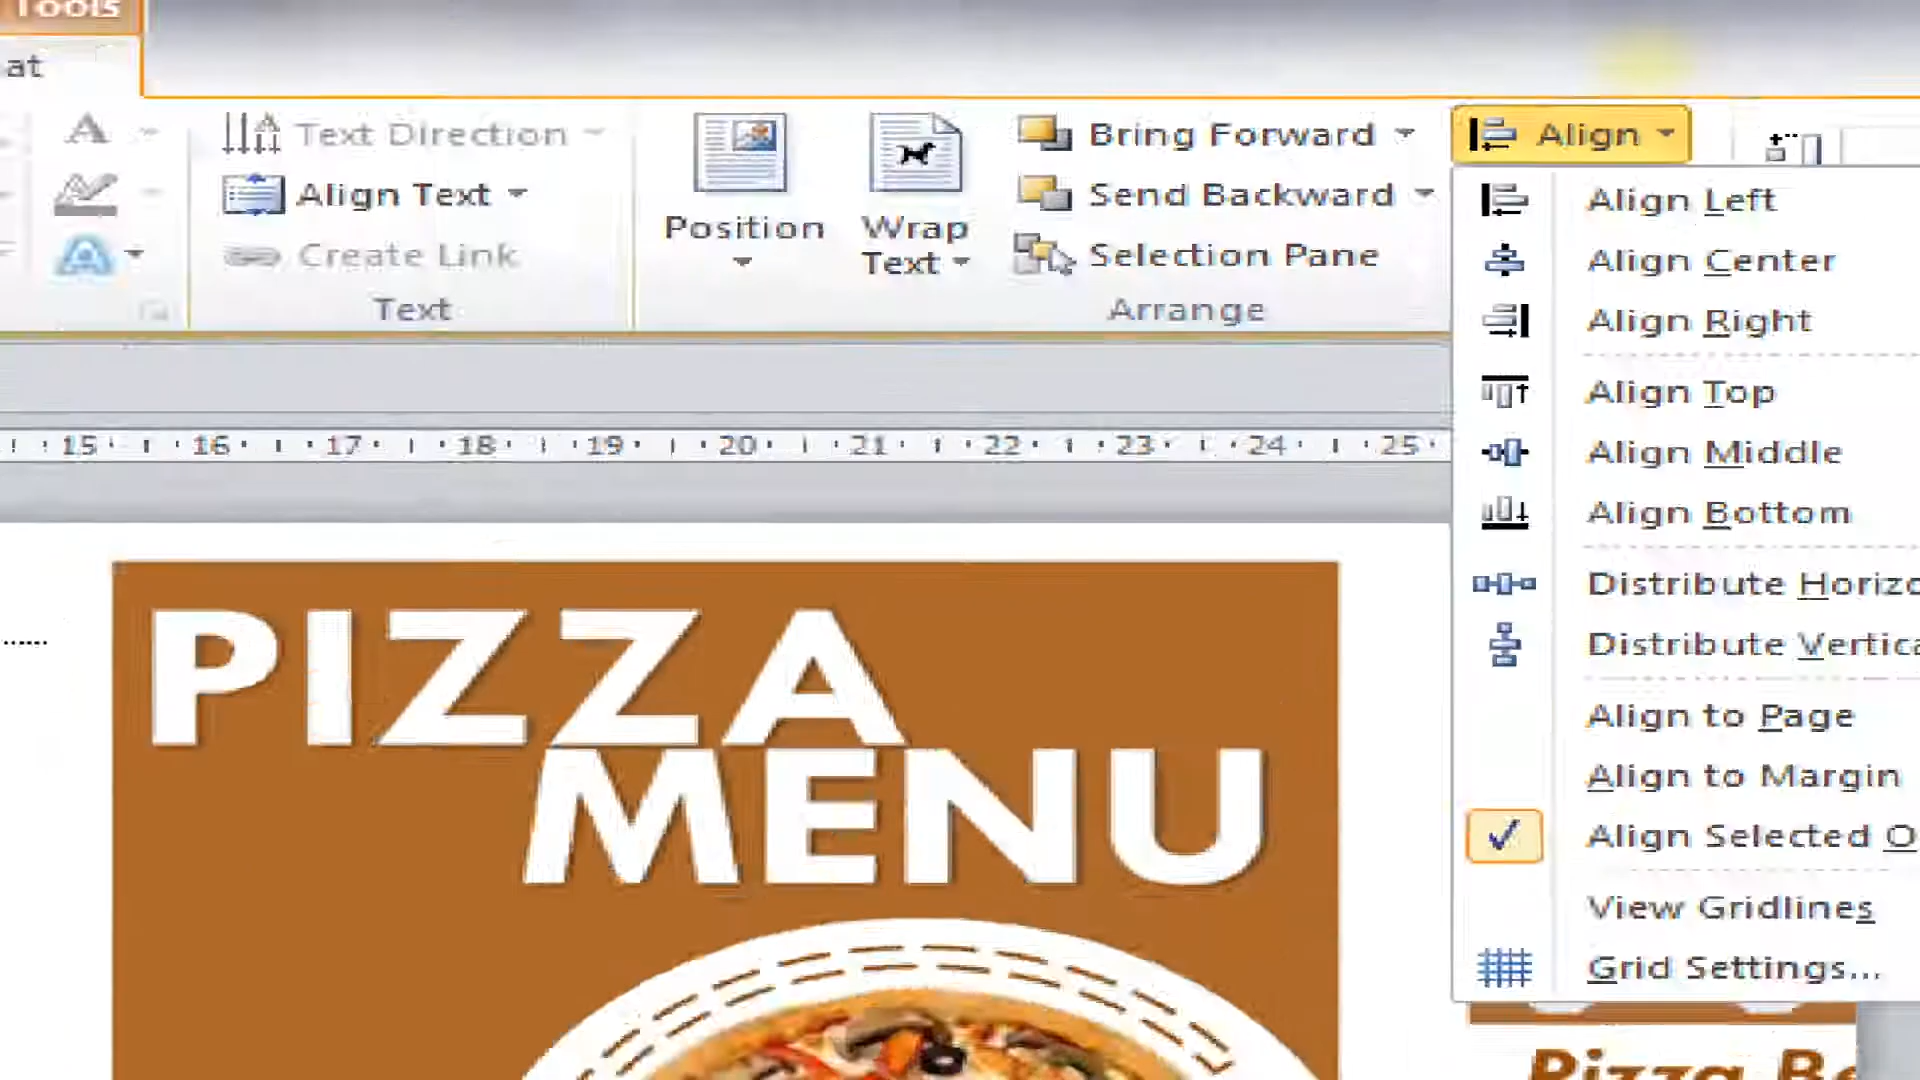 Tools
at
Text Direction
Align Text
Create Link
Text
Position
Wrap
Text
Bring Forward
Send Backward
Selection Pane
Arrange
Align
Align Left
Align Center
Align Right
Align Top
Align Middle
Align Bottom
Distribute Horizo
Distribute Vertica
Align to Page
Align to Margin
Align Selected O
View Gridlines
Grid Settings...
15 16 17 18 19 20 21 22 23 24 25
PIZZA
MENU
Pizza Be